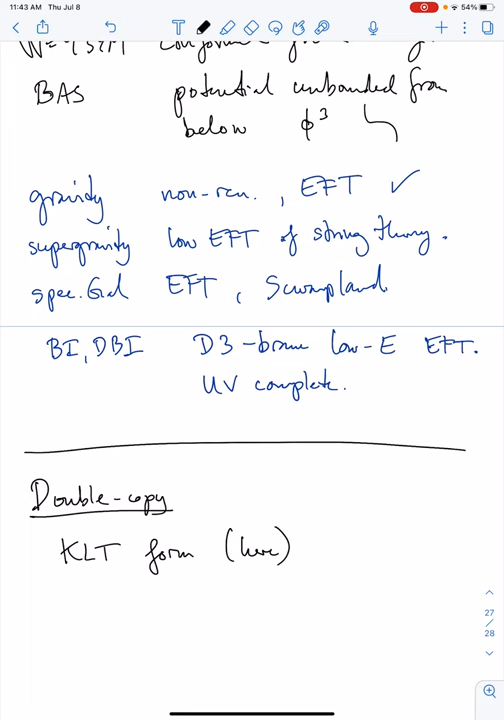 11:43 AM Thu Jul 8
54%
BAS potential unbounded from
below ϕ³
gravity non-ren., EFT ✓
supergravity low EFT of string theory.
spec. Gal EFT, Swampland
BI, DBI D3-brane low-E EFT.
UV complete.
Double-copy
KLT form (here)
27
/
28